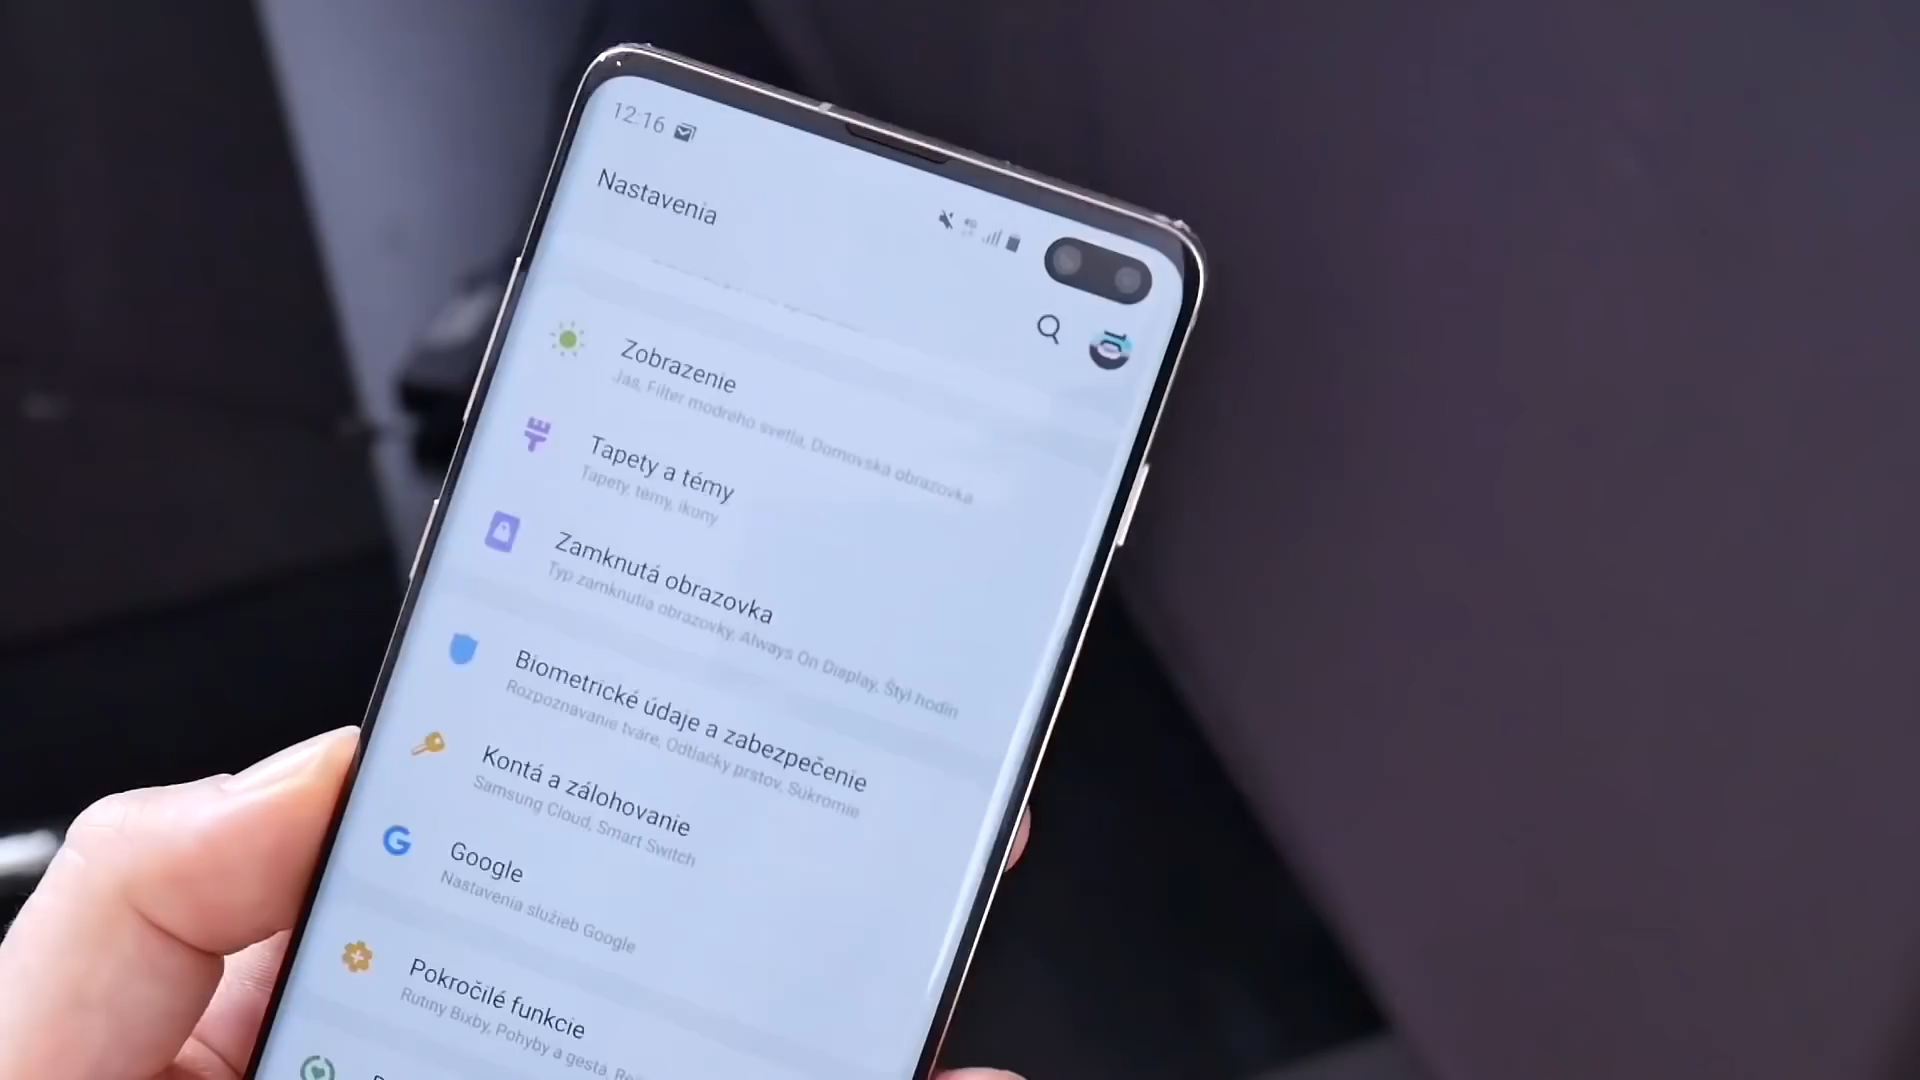 12:16
Nastavenia
Zobrazenie
Jas, Filter modrého svetla, Domovská obrazovka
Tapety a témy
Tapety, témy, ikony
Zamknutá obrazovka
Typ zamknutia obrazovky, Always On Display, Štýl hodín
Biometrické údaje a zabezpečenie
Rozpoznávanie tváre, Odtlačky prstov, Súkromie
Kontá a zálohovanie
Samsung Cloud, Smart Switch
Google
Nastavenia služieb Google
Pokročilé funkcie
Rutiny Bixby, Pohyby a gestá,